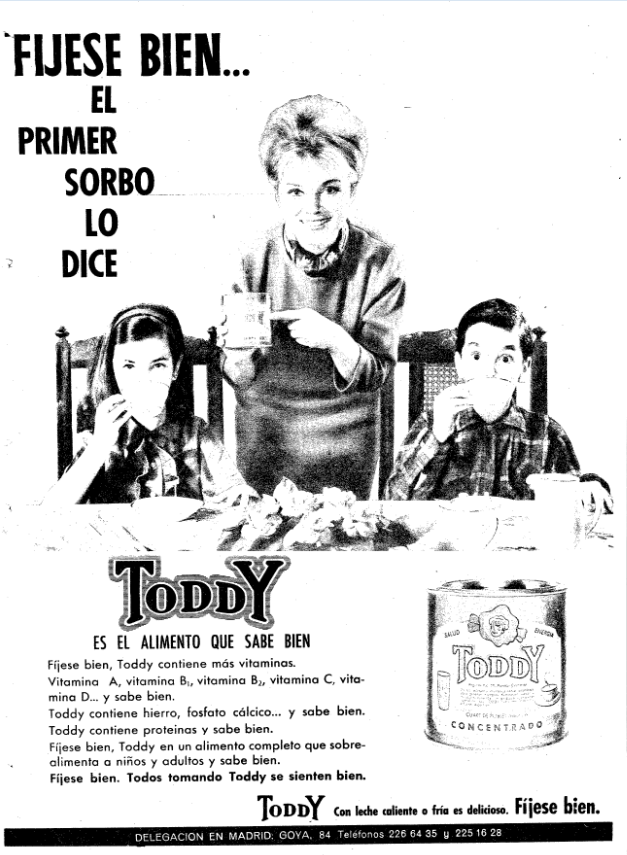 FIJESE BIEN...
EL
PRIMER
SORBO
LO
DICE
TODDY
ES EL ALIMENTO QUE SABE BIEN
Fíjese bien, Toddy contiene más vitaminas.
Vitamina A, vitamina B₁, vitamina B₂, vitamina C, vita-
mina D... y sabe bien.
Toddy contiene hierro, fosfato cálcico... y sabe bien.
Toddy contiene proteinas y sabe bien.
Fíjese bien, Toddy en un alimento completo que sobre-
alimenta a niños y adultos y sabe bien.
Fíjese bien. Todos tomando Toddy se sienten bien.
SALUD ENERGIA
TODDY
CONCENTRADO
TODDY Con leche caliente o fría es delicioso. Fíjese bien.
DELEGACION EN MADRID: GOYA, 84 Teléfonos 226 64 35 y 225 16 28